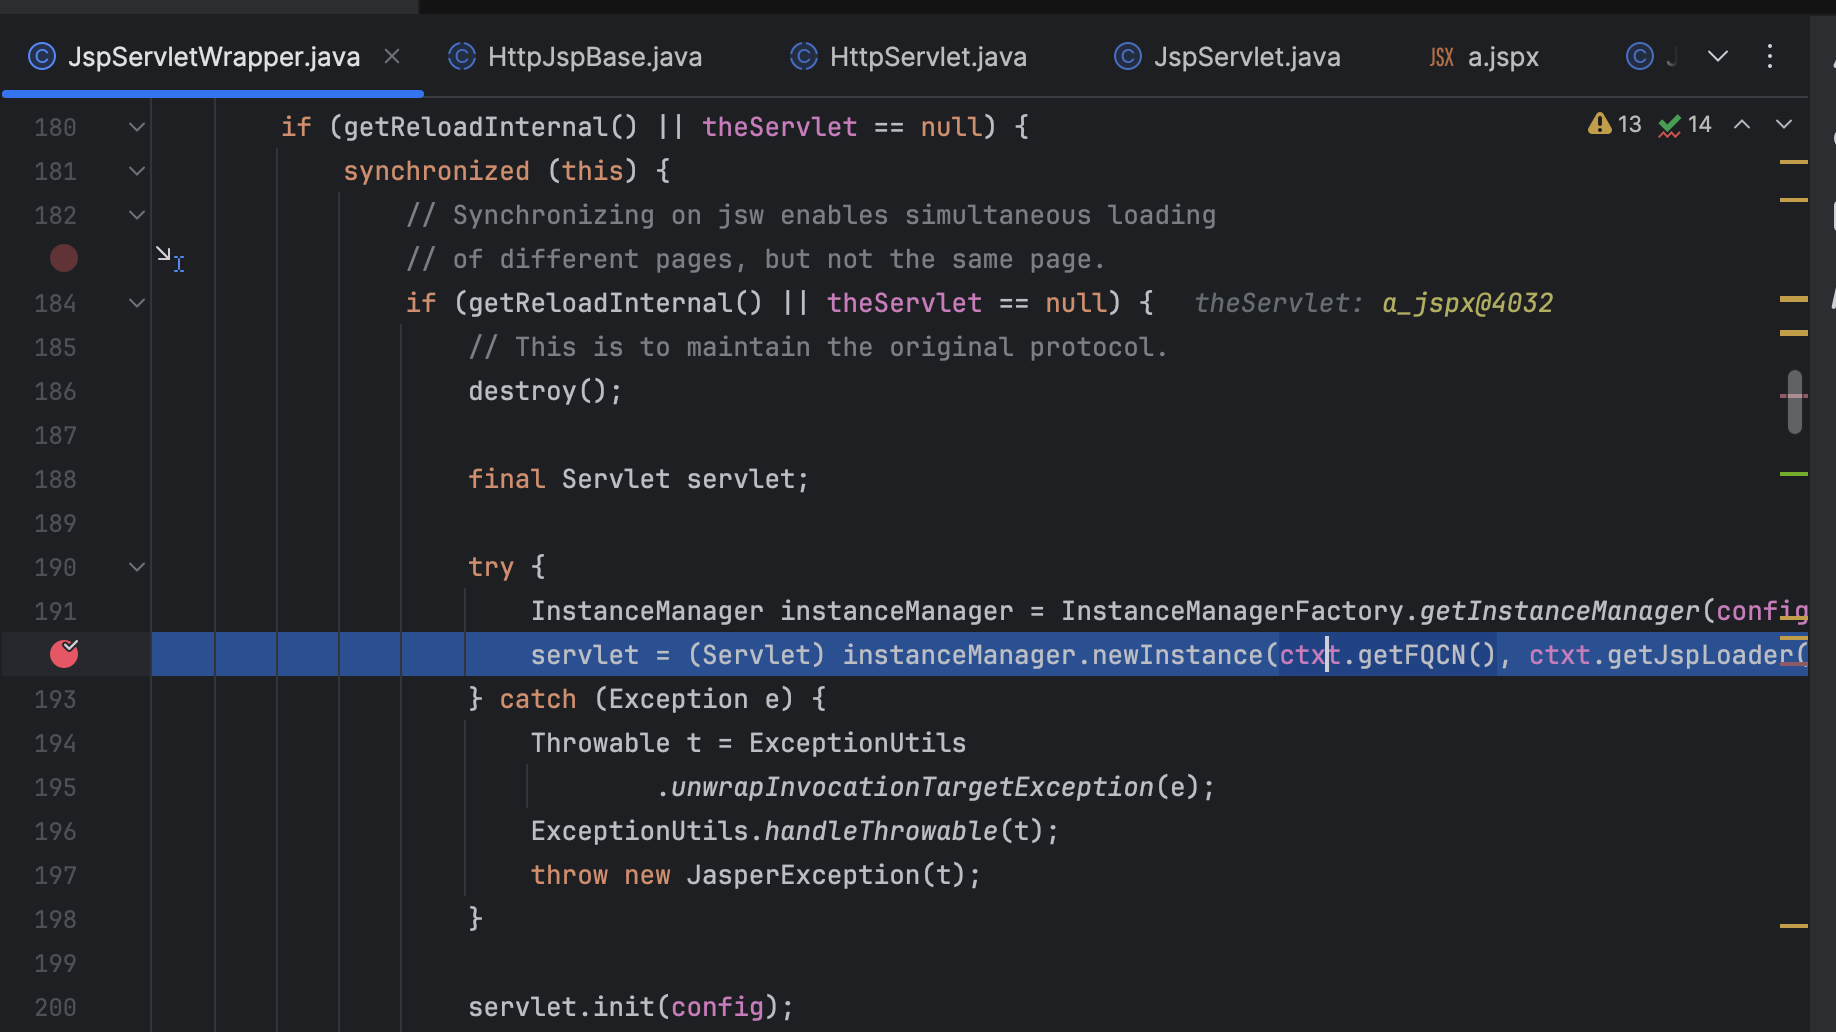 JspServletWrapper.java HttpJspBase.java HttpServlet.java JspServlet.java JSX a.jspx
180 if (getReloadInternal() || theServlet == null) { 13 14
181 synchronized (this) {
182 // Synchronizing on jsw enables simultaneous loading
// of different pages, but not the same page.
184 if (getReloadInternal() || theServlet == null) { theServlet: a_jspx@4032
185 // This is to maintain the original protocol.
186 destroy();
187
188 final Servlet servlet;
189
190 try {
191 InstanceManager instanceManager = InstanceManagerFactory.getInstanceManager(config
servlet = (Servlet) instanceManager.newInstance(ctxt.getFQCN(), ctxt.getJspLoader(
193 } catch (Exception e) {
194 Throwable t = ExceptionUtils
195 .unwrapInvocationTargetException(e);
196 ExceptionUtils.handleThrowable(t);
197 throw new JasperException(t);
198 }
199
200 servlet.init(config);